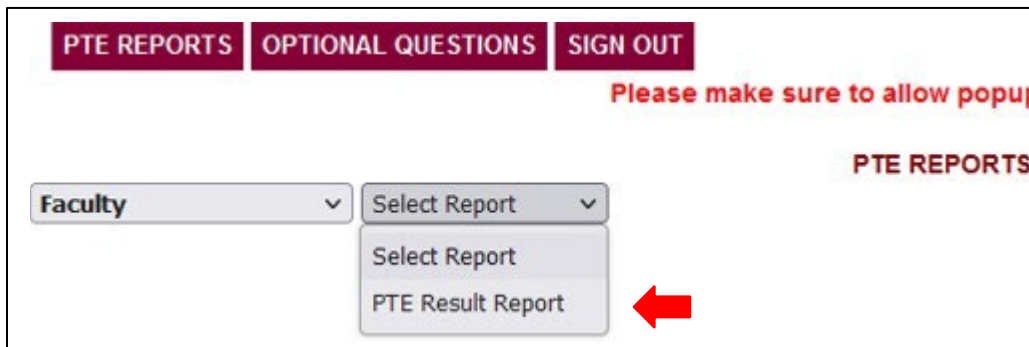 PTE REPORTS OPTIONAL QUESTIONS SIGN OUT
Please make sure to allow popup
PTE REPORTS
Faculty Select Report
Select Report
PTE Result Report